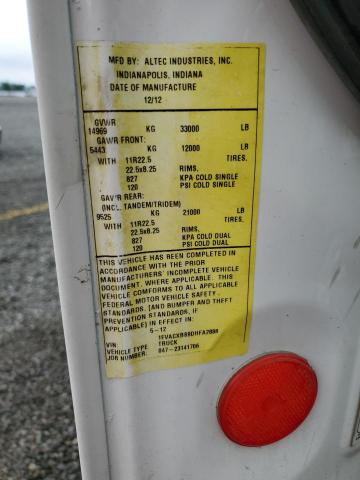 MFD BY: ALTEC INDUSTRIES, INC.
INDIANAPOLIS, INDIANA
DATE OF MANUFACTURE
12/12
GVWR
14969 KG 33000 LB
GAWR FRONT:
5443 KG 12000 LB
WITH 11R22.5 TIRES,
22.5x8.25 RIMS,
827 KPA COLD SINGLE
120 PSI COLD SINGLE
GAWR REAR:
(INCL. TANDEM/TRIDEM)
9525 KG 21000 LB
WITH 11R22.5 TIRES,
22.5x8.25 RIMS,
827 KPA COLD DUAL
120 PSI COLD DUAL
THIS VEHICLE HAS BEEN COMPLETED IN
ACCORDANCE WITH THE PRIOR
MANUFACTURERS' INCOMPLETE VEHICLE
DOCUMENT, WHERE APPLICABLE. THIS
VEHICLE CONFORMS TO ALL APPLICABLE
FEDERAL MOTOR VEHICLE SAFETY
STANDARDS, [AND BUMPER AND THEFT
PREVENTION STANDARDS, IF
APPLICABLE] IN EFFECT IN:
5-12
VIN:
VEHICLE TYPE: TRUCK
JOB NUMBER: 047-23141706